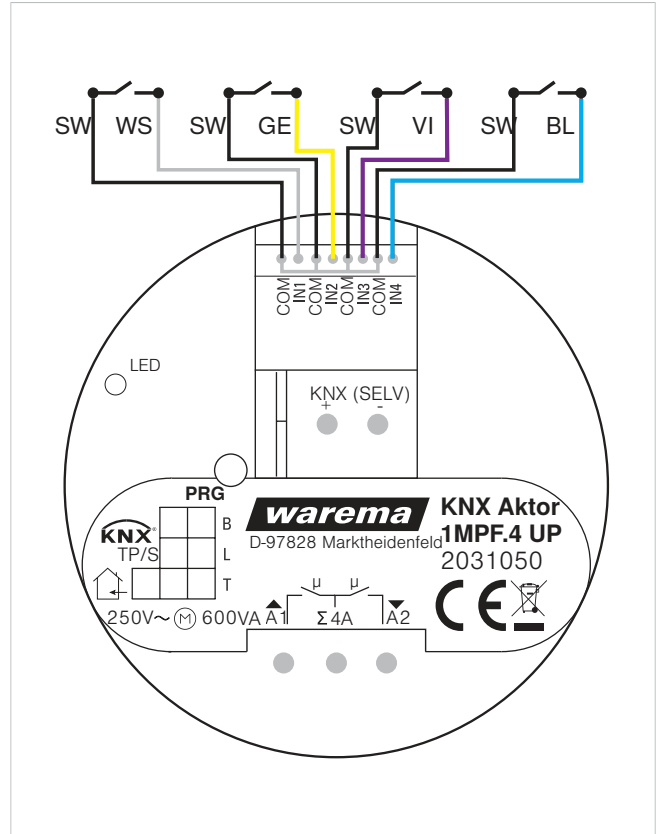 SW WS SW GE SW VI SW BL
COM IN1 COM IN2 COM IN3 COM IN4
LED
KNX (SELV)
+ -
PRG
KNX®
TP/S
B
L
T
warema
D-97828 Marktheidenfeld
KNX Aktor
1MPF.4 UP
2031050
CE
µ µ
250V~ M 600VA A1 Σ4A A2